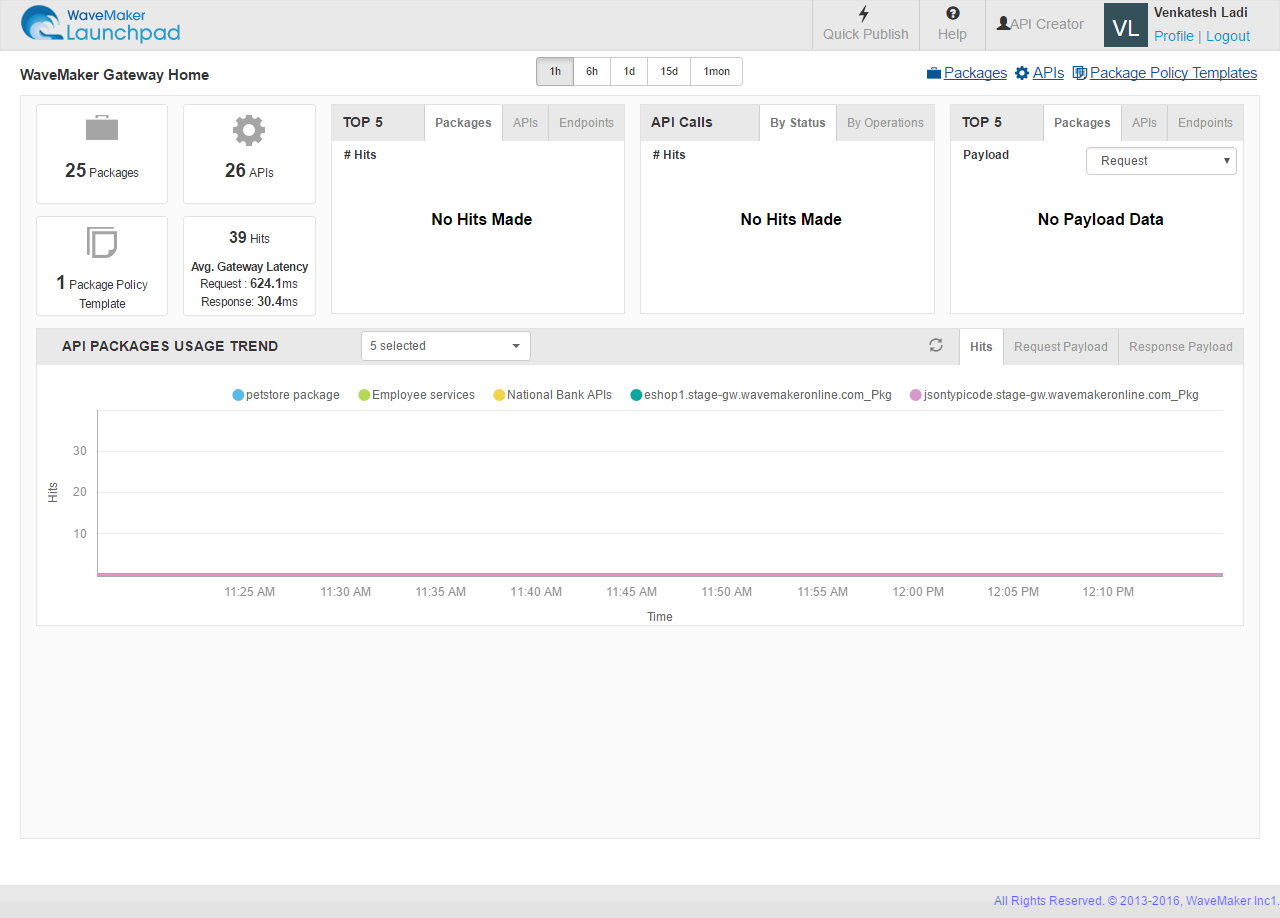 WaveMaker
Launchpad
Quick Publish
Help
API Creator
VL
Venkatesh Ladi
Profile | Logout
WaveMaker Gateway Home
1h 6h 1d 15d 1mon
Packages APIs Package Policy Templates
25 Packages
26 APIs
1 Package Policy
Template
39 Hits
Avg. Gateway Latency
Request : 624.1ms
Response: 30.4ms
TOP 5 Packages APIs Endpoints
# Hits
No Hits Made
API Calls By Status By Operations
# Hits
No Hits Made
TOP 5 Packages APIs Endpoints
Payload Request
No Payload Data
API PACKAGES USAGE TREND 5 selected Hits Request Payload Response Payload
petstore package Employee services National Bank APIs eshop1.stage-gw.wavemakeronline.com_Pkg jsontypicode.stage-gw.wavemakeronline.com_Pkg
30
20
10
Hits
11:25 AM 11:30 AM 11:35 AM 11:40 AM 11:45 AM 11:50 AM 11:55 AM 12:00 PM 12:05 PM 12:10 PM
Time
All Rights Reserved. © 2013-2016, WaveMaker Inc1.